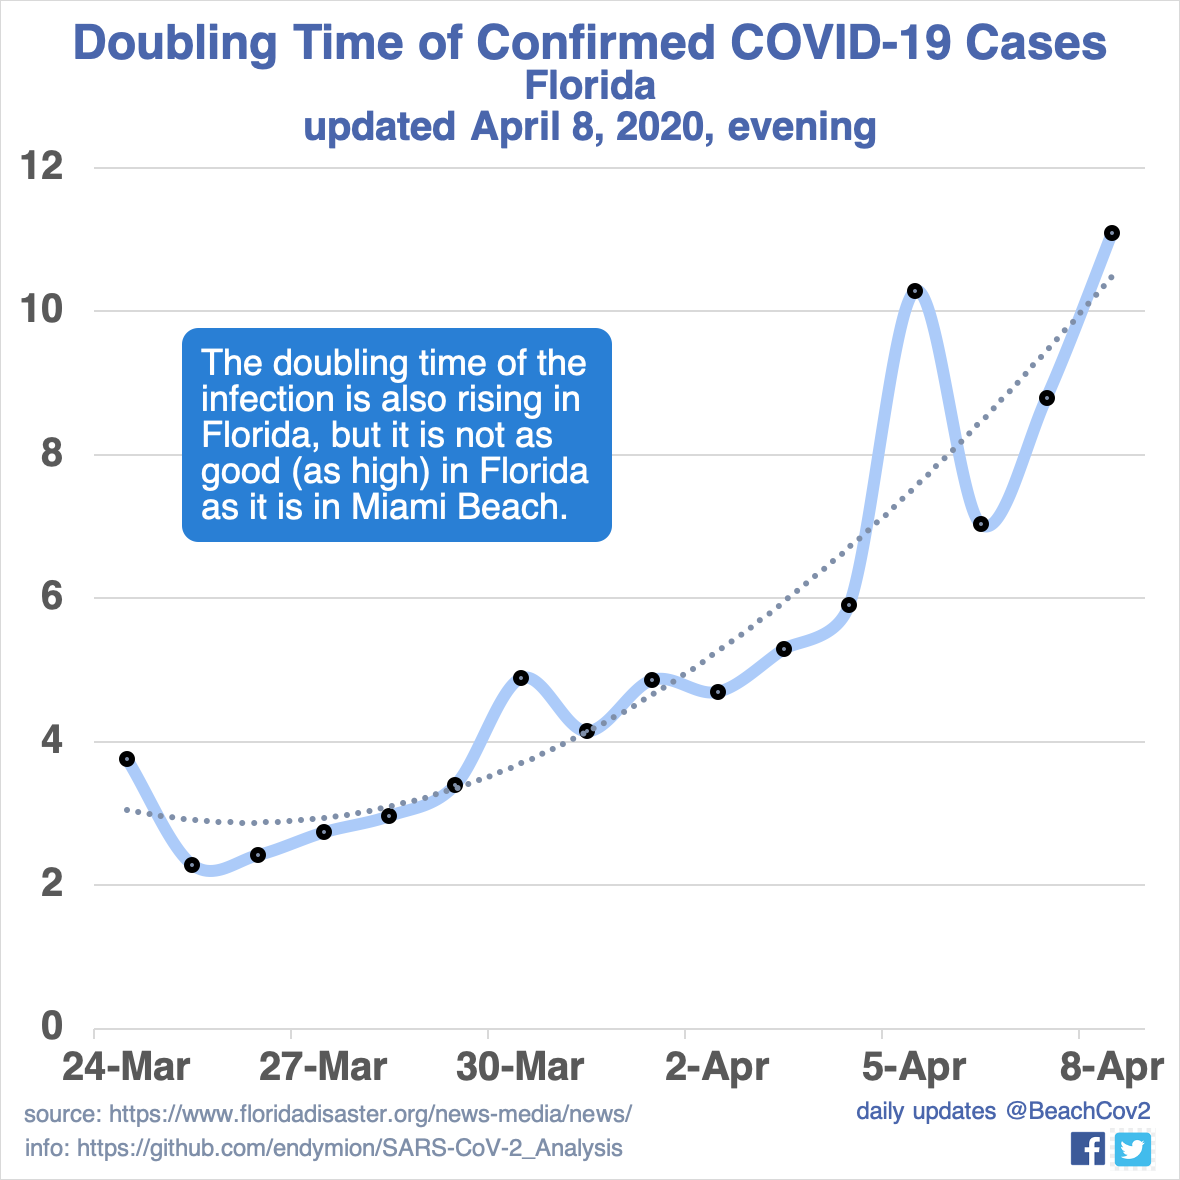 Doubling Time of Confirmed COVID-19 Cases
Florida
updated April 8, 2020, evening
12
10
8
6
4
2
0
The doubling time of the
infection is also rising in
Florida, but it is not as
good (as high) in Florida
as it is in Miami Beach.
24-Mar 27-Mar 30-Mar 2-Apr 5-Apr 8-Apr
source: https://www.floridadisaster.org/news-media/news/
daily updates @BeachCov2
info: https://github.com/endymion/SARS-CoV-2_Analysis